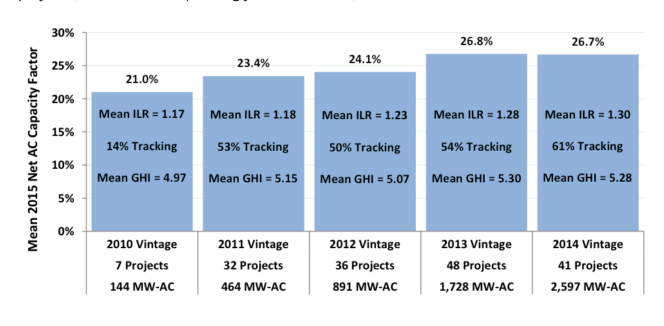 Mean 2015 Net AC Capacity Factor
30%
25%
20%
15%
10%
5%
0%
21.0%
23.4%
24.1%
26.8%
26.7%
Mean ILR = 1.17
Mean ILR = 1.18
Mean ILR = 1.23
Mean ILR = 1.28
Mean ILR = 1.30
14% Tracking
53% Tracking
50% Tracking
54% Tracking
61% Tracking
Mean GHI = 4.97
Mean GHI = 5.15
Mean GHI = 5.07
Mean GHI = 5.30
Mean GHI = 5.28
2010 Vintage
2011 Vintage
2012 Vintage
2013 Vintage
2014 Vintage
7 Projects
32 Projects
36 Projects
48 Projects
41 Projects
144 MW-AC
464 MW-AC
891 MW-AC
1,728 MW-AC
2,597 MW-AC